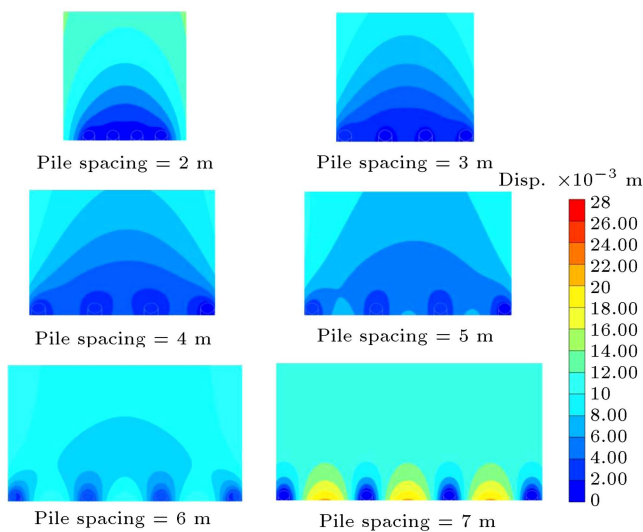 Pile spacing = 2 m
Pile spacing = 3 m
Disp. ×10⁻³ m
28
26.00
24.00
22.00
20
18.00
16.00
14.00
12.00
10
8.00
6.00
4.00
2.00
0
Pile spacing = 4 m
Pile spacing = 5 m
Pile spacing = 6 m
Pile spacing = 7 m